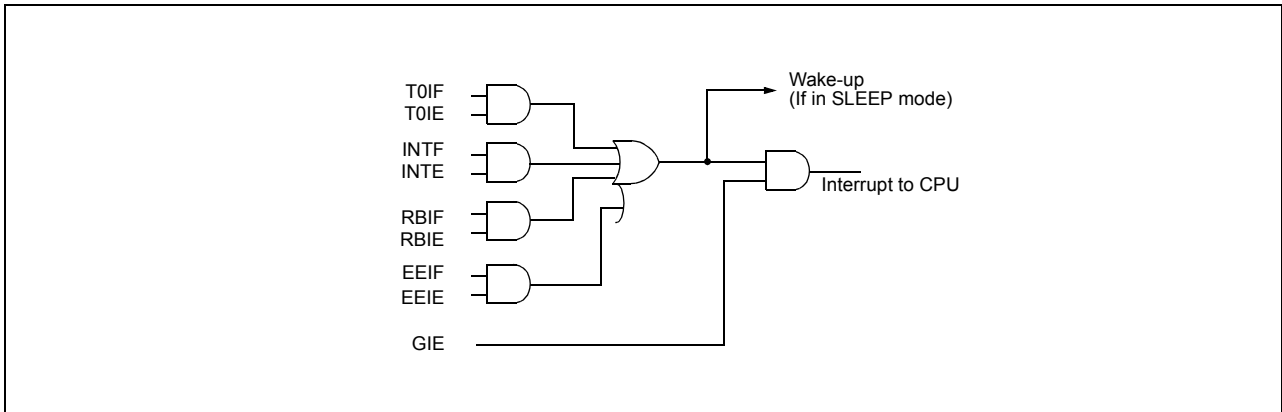 T0IF
T0IE
INTF
INTE
RBIF
RBIE
EEIF
EEIE
GIE
Wake-up
(If in SLEEP mode)
Interrupt to CPU